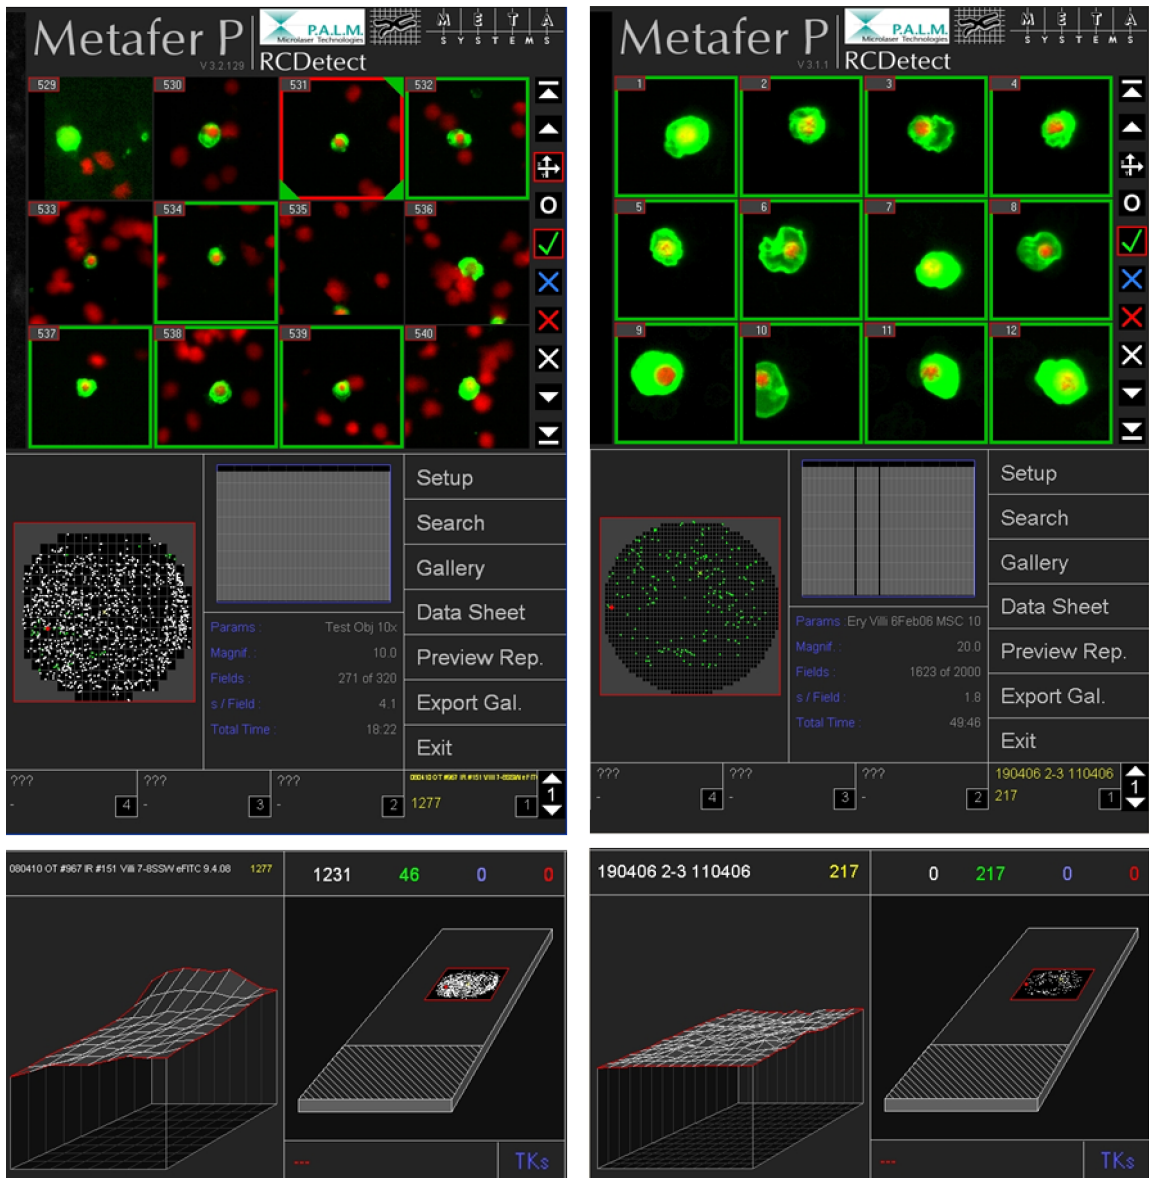 Metafer P
V 3.2.129
P.A.L.M.
Microlaser Technologies
META
SYSTEMS
RCDetect
529
530
531
532
533
534
535
536
537
538
539
540
O
Setup
Search
Gallery
Data Sheet
Preview Rep.
Export Gal.
Exit
Params : Test Obj 10x
Magnif. : 10.0
Fields : 271 of 320
s / Field : 4.1
Total Time : 18:22
??? ??? ???
- 4 - 3 - 2 1277 1
1
080410 OT #967 IR #151 Villi 7-8SSW eFITC 9.4.08 1277
1231 46 0 0
---
TKs
Metafer P
V 3.1.1
P.A.L.M.
Microlaser Technologies
META
SYSTEMS
RCDetect
1
2
3
4
5
6
7
8
9
10
11
12
O
Setup
Search
Gallery
Data Sheet
Preview Rep.
Export Gal.
Exit
Params : Ery Villi 6Feb06 MSC 10
Magnif. : 20.0
Fields : 1623 of 2000
s / Field : 1.8
Total Time : 49:46
??? ??? ??? 190406 2-3 110406
- 4 - 3 - 2 217 1
1
190406 2-3 110406 217
0 217 0 0
---
TKs